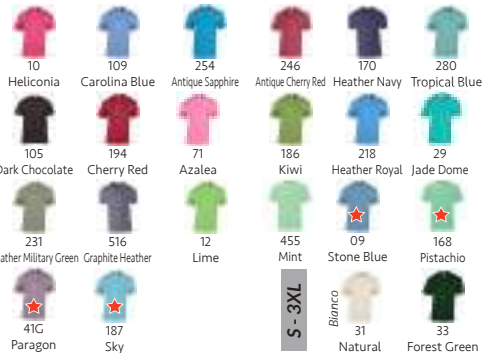 10 109 254 246 170 280
Heliconia Carolina Blue Antique Sapphire Antique Cherry Red Heather Navy Tropical Blue
105 194 71 186 218 29
Dark Chocolate Cherry Red Azalea Kiwi Heather Royal Jade Dome
231 516 12 455 09 168
ather Military Green Graphite Heather Lime Mint Stone Blue Pistachio
41G 187 S - 3XL Bianco 31 33
Paragon Sky Natural Forest Green